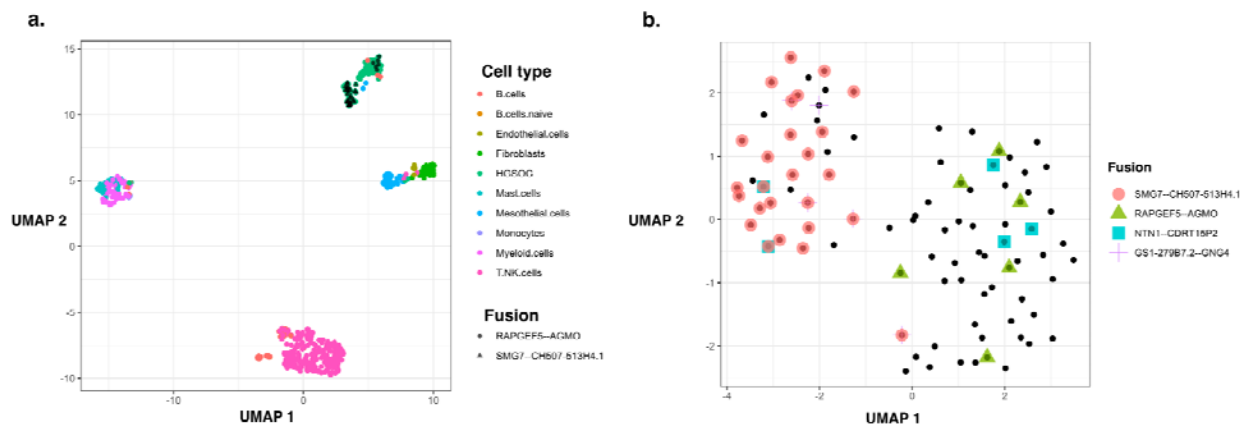 a.
15
10
5
0
-5
-10
UMAP 2
-10
0
10
UMAP 1
Cell type
B.cells
B.cells.naive
Endothelial.cells
Fibroblasts
HGSOG
Mast.cells
Mesothelial.cells
Monocytes
Myeloid.cells
T.NK.cells
Fusion
RAPGEF5--AGMO
SMG7--CH507-513H4.1
b.
2
1
0
-1
-2
UMAP 2
-4
-2
0
2
UMAP 1
Fusion
SMG7--CH507-513H4.1
RAPGEF5--AGMO
NTN1--CDRT15P2
GS1-279B7.2--GNG4